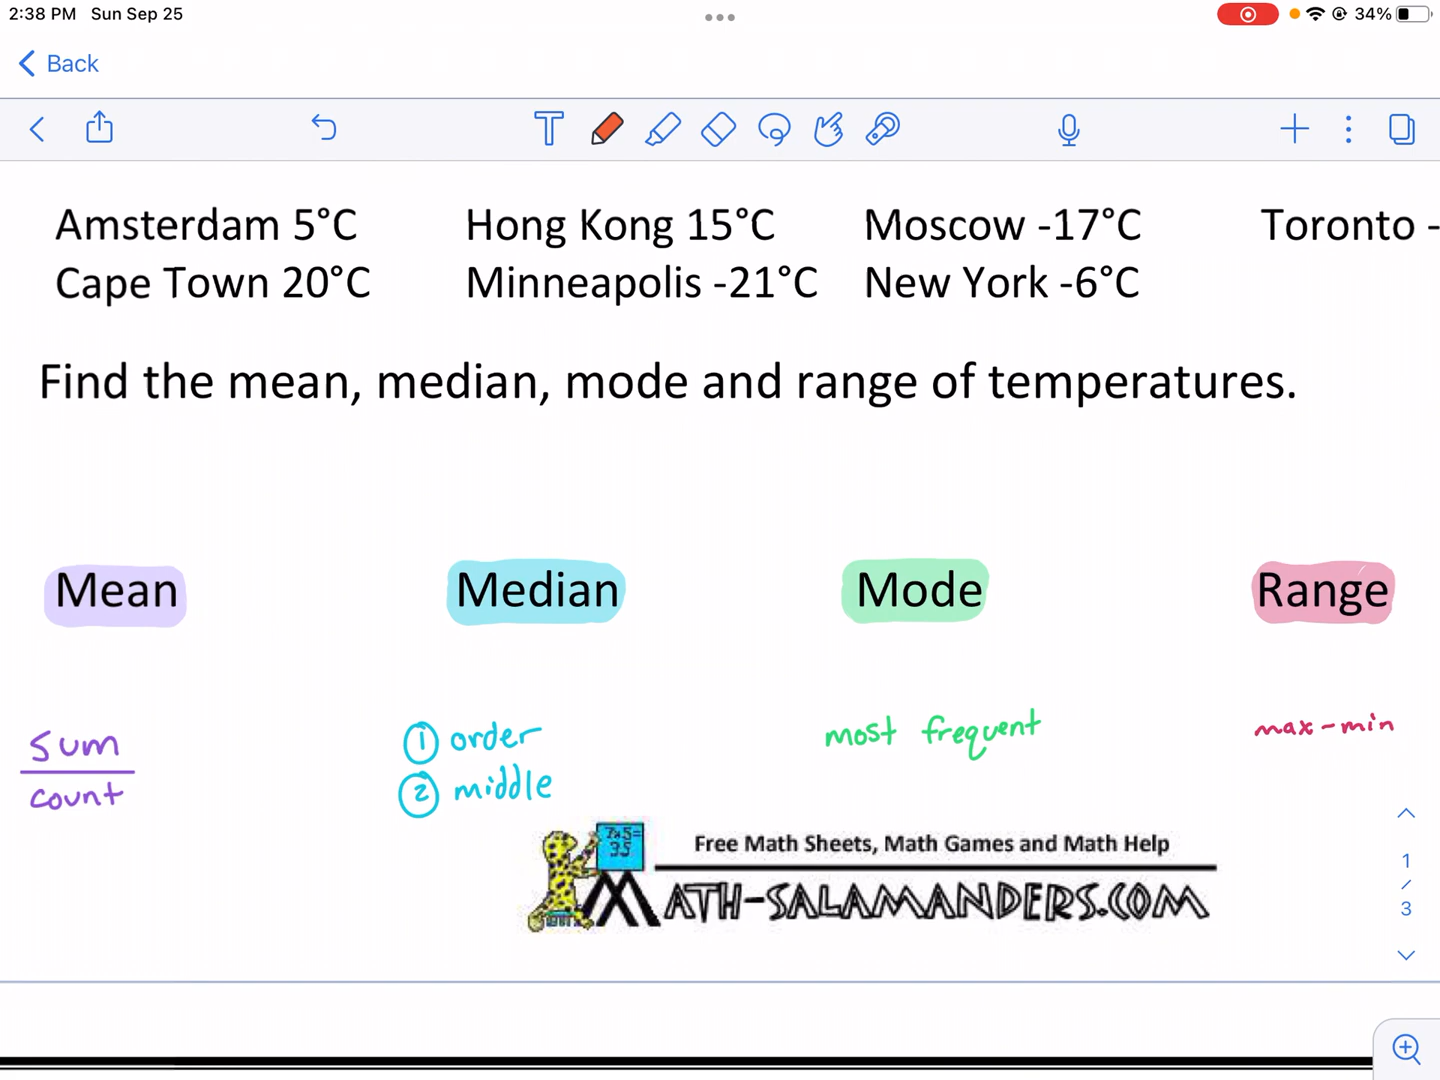 2:38 PM Sun Sep 25
34%
Back
Amsterdam 5°C Hong Kong 15°C Moscow -17°C Toronto -
Cape Town 20°C Minneapolis -21°C New York -6°C
Find the mean, median, mode and range of temperatures.
Mean Median Mode Range
sum
count
1 order
2 middle
most frequent
max-min
7x5=
35
Free Math Sheets, Math Games and Math Help
MATH-SALAMANDERS.COM
1
/
3